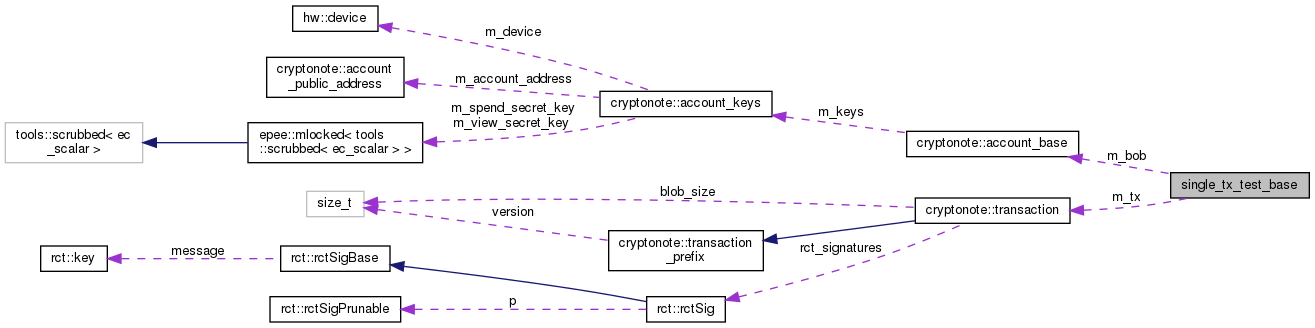 hw::device
m_device
cryptonote::account
_public_address
m_account_address
cryptonote::account_keys
m_spend_secret_key
m_view_secret_key
m_keys
tools::scrubbed< ec
_scalar >
epee::mlocked< tools
::scrubbed< ec_scalar > >
cryptonote::account_base
m_bob
single_tx_test_base
size_t
blob_size
version
cryptonote::transaction
m_tx
cryptonote::transaction
_prefix
rct_signatures
rct::key
message
rct::rctSigBase
rct::rctSigPrunable
p
rct::rctSig